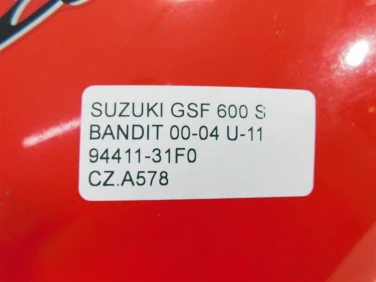 SUZUKI GSF 600 S
BANDIT 00-04 U-11
94411-31F0
CZ.A578